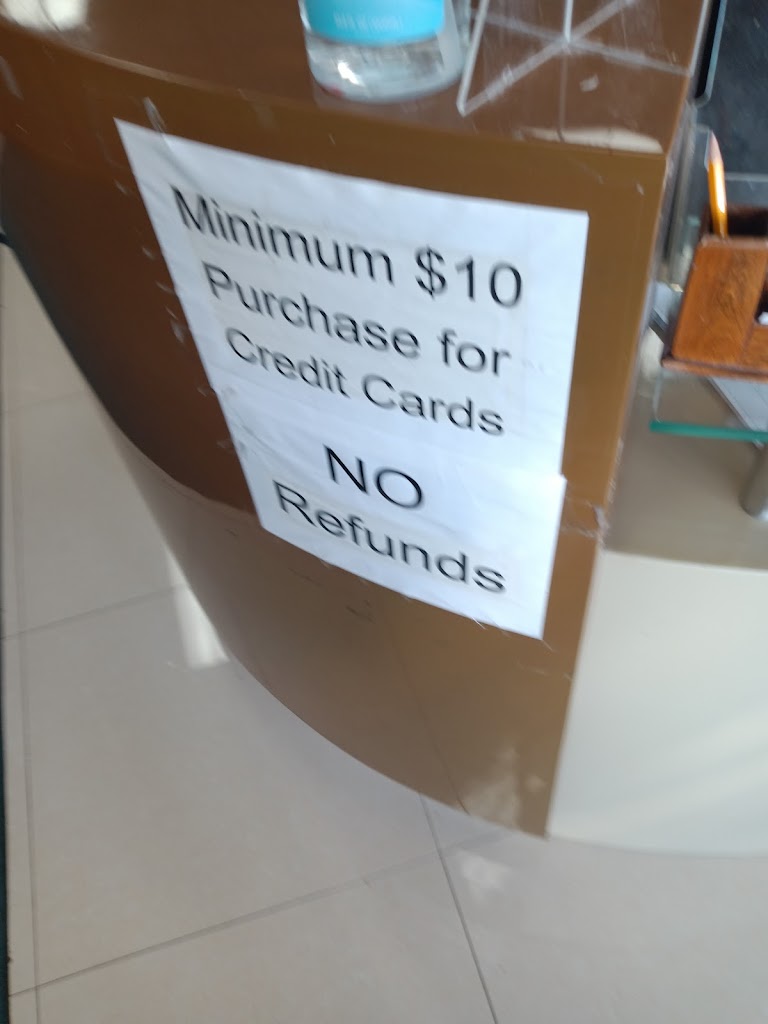 Minimum $10
Purchase for
Credit Cards
NO
Refunds